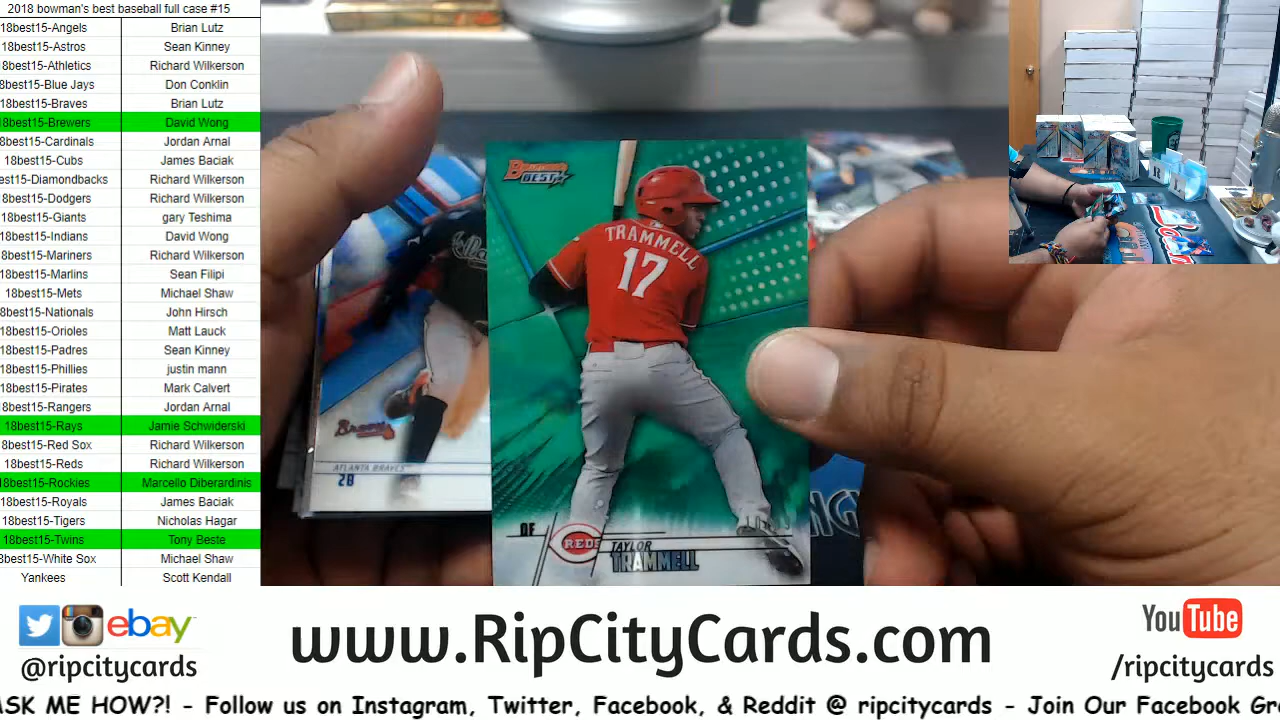 2018 bowman's best baseball full case #15
18best15-Angels Brian Lutz
18best15-Astros Sean Kinney
18best15-Athletics Richard Wilkerson
8best15-Blue Jays Don Conklin
18best15-Braves Brian Lutz
18best15-Brewers David Wong
18best15-Cardinals Jordan Arnal
18best15-Cubs James Baciak
est15-Diamondbacks Richard Wilkerson
18best15-Dodgers Richard Wilkerson
18best15-Giants gary Teshima
18best15-Indians David Wong
18best15-Mariners Richard Wilkerson
18best15-Marlins Sean Filipi
18best15-Mets Michael Shaw
18best15-Nationals John Hirsch
18best15-Orioles Matt Lauck
18best15-Padres Sean Kinney
18best15-Phillies justin mann
18best15-Pirates Mark Calvert
18best15-Rangers Jordan Arnal
18best15-Rays Jamie Schwiderski
8best15-Red Sox Richard Wilkerson
18best15-Reds Richard Wilkerson
18best15-Rockies Marcello Diberardinis
18best15-Royals James Baciak
18best15-Tigers Nicholas Hagar
18best15-Twins Tony Beste
8best15-White Sox Michael Shaw
Yankees Scott Kendall
BOWMAN'S
BEST
TRAMMELL
17
OF
REDS
TAYLOR
TRAMMELL
Braves
ATLANTA BRAVES
2B
R L
ebay
@ripcitycards
www.RipCityCards.com
YouTube
/ripcitycards
ASK ME HOW?! - Follow us on Instagram, Twitter, Facebook, & Reddit @ ripcitycards - Join Our Facebook Gr